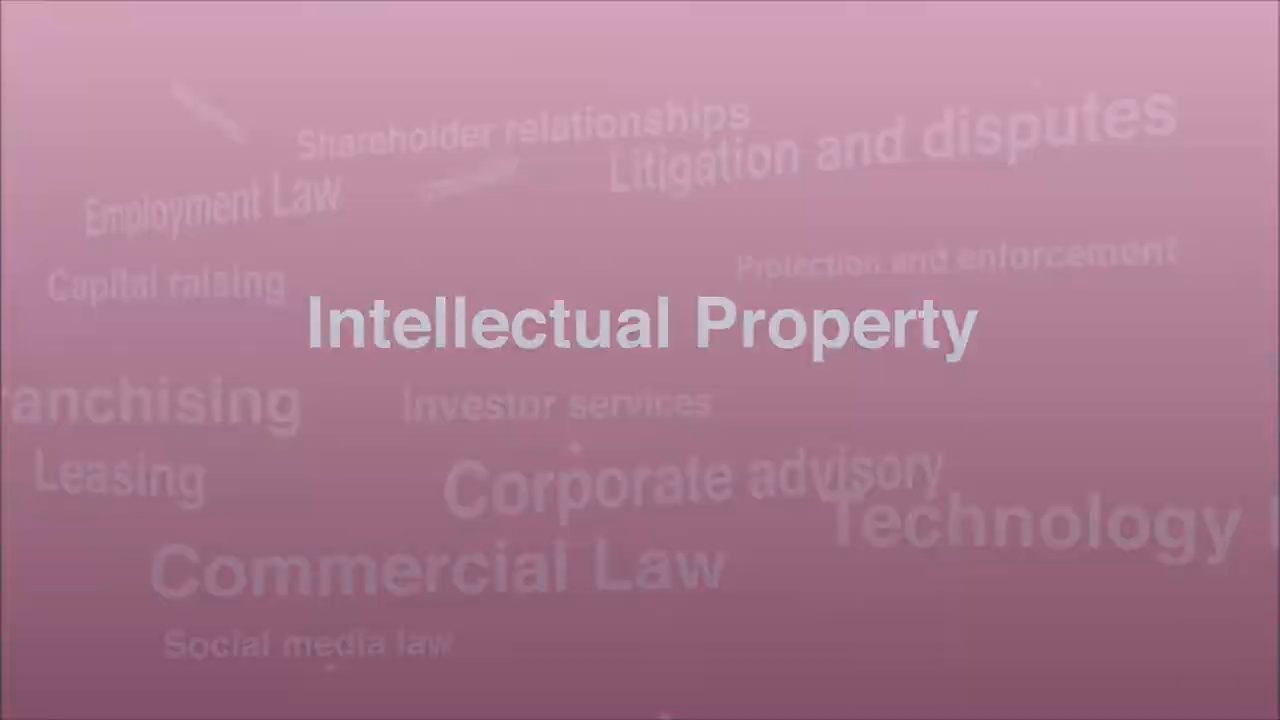 Shareholder relationships
Litigation and disputes
Employment Law
Protection and enforcement
Capital raising
Intellectual Property
ranchising
Investor services
Leasing
Corporate advisory
Technology
Commercial Law
Social media law